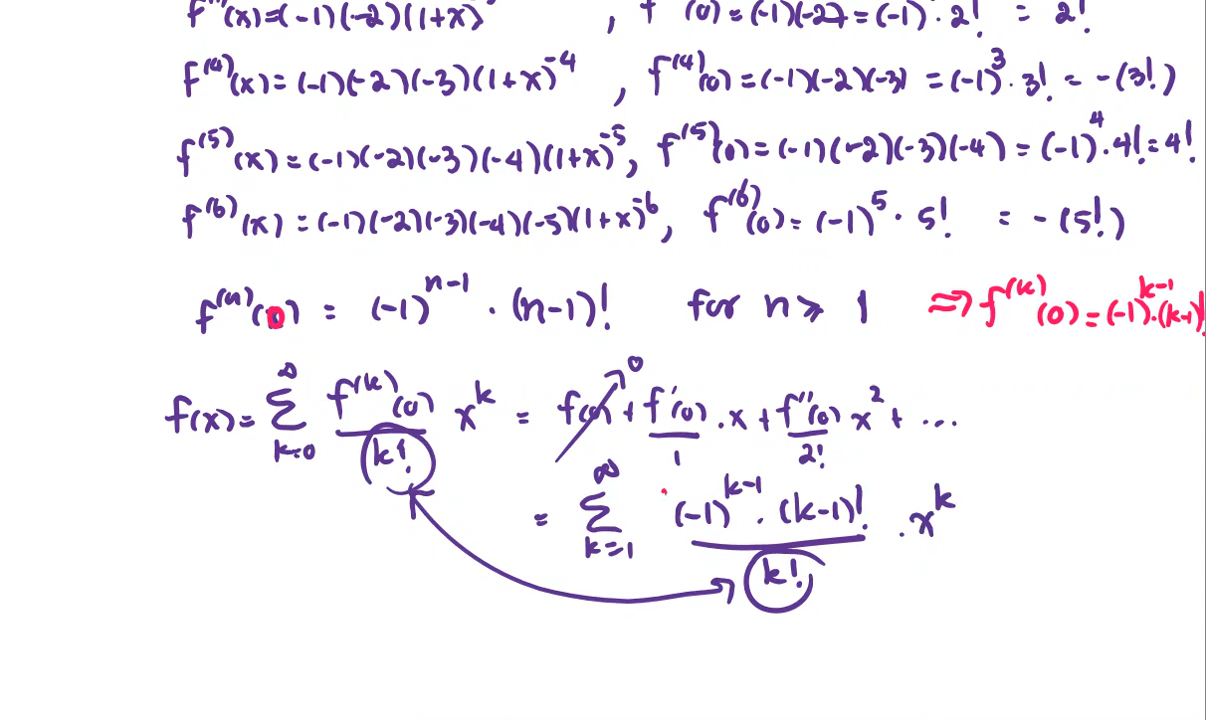 f'''(x)=(-1)(-2)(1+x)^-3 , f'''(0)=(-1)(-2)=(-1)^2·2! = 2!
f^(4)(x)=(-1)(-2)(-3)(1+x)^-4 , f^(4)(0)=(-1)(-2)(-3) =(-1)^3·3! = -(3!)
f^(5)(x)=(-1)(-2)(-3)(-4)(1+x)^-5, f^(5)(0)=(-1)(-2)(-3)(-4)=(-1)^4·4!=4!
f^(6)(x)=(-1)(-2)(-3)(-4)(-5)(1+x)^-6, f^(6)(0)=(-1)^5·5! = -(5!)
f^(n)(0) = (-1)^(n-1)·(n-1)! for n≥1 ⇒ f^(k)(0)=(-1)^(k-1)·(k-1)!
f(x)=∑_(k=0)^∞ f^(k)(0)/k! x^k = f(0)→0 + f'(0)/1 ·x + f''(0)/2! x^2 + ...
= ∑_(k=1)^∞ (-1)^(k-1)·(k-1)!/k! ·x^k